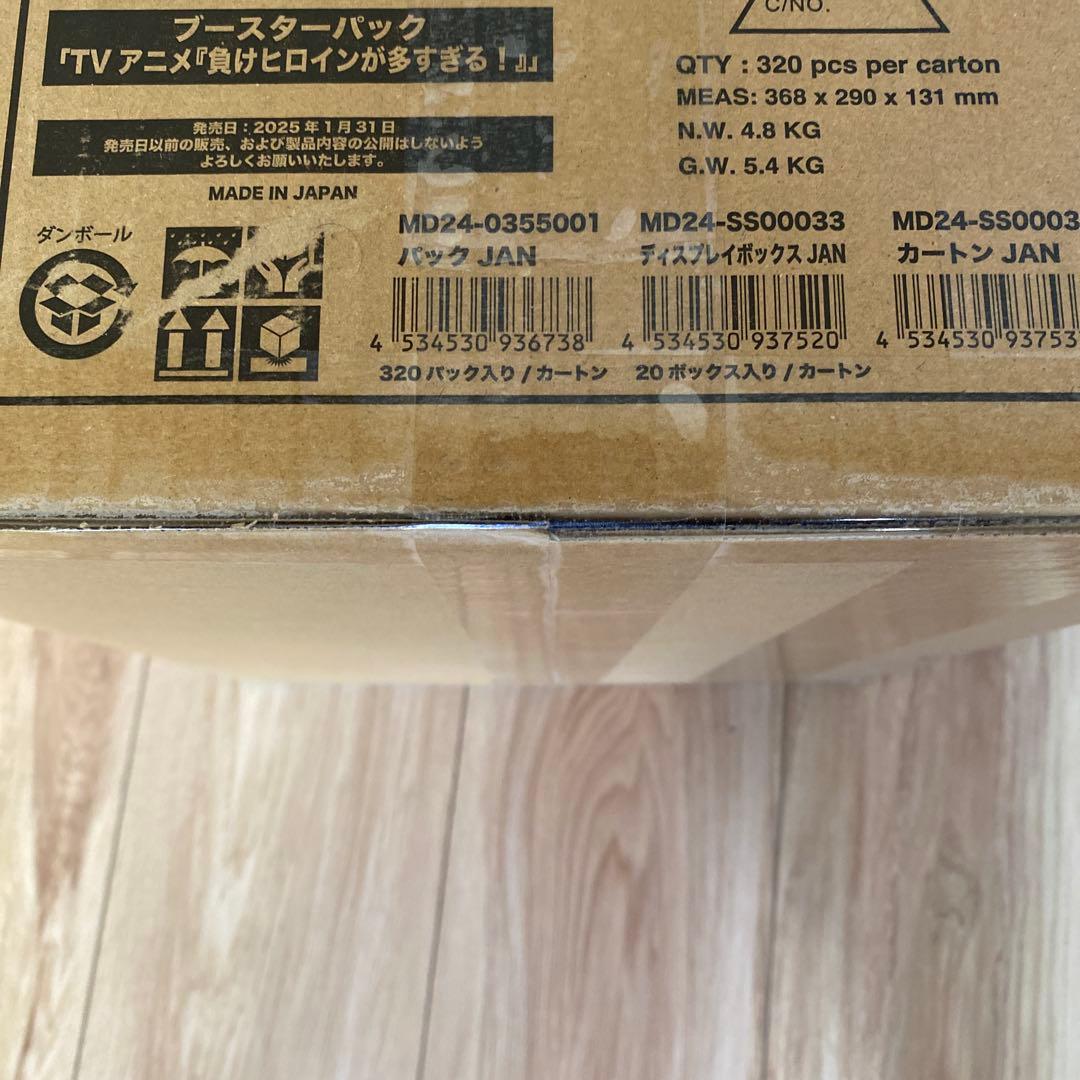 ブースターパック
「TVアニメ『負けヒロインが多すぎる！』」
発売日：2025年1月31日
発売日以前の販売、および製品内容の公開はしないよう
よろしくお願いいたします。
MADE IN JAPAN
C/NO.
QTY : 320 pcs per carton
MEAS: 368 x 290 x 131 mm
N.W. 4.8 KG
G.W. 5.4 KG
ダンボール
MD24-0355001
パック JAN
4 534530 936738
320 パック入り / カートン
MD24-SS00033
ディスプレイボックス JAN
4 534530 937520
20 ボックス入り / カートン
MD24-SS0003
カートン JAN
4 534530 93753